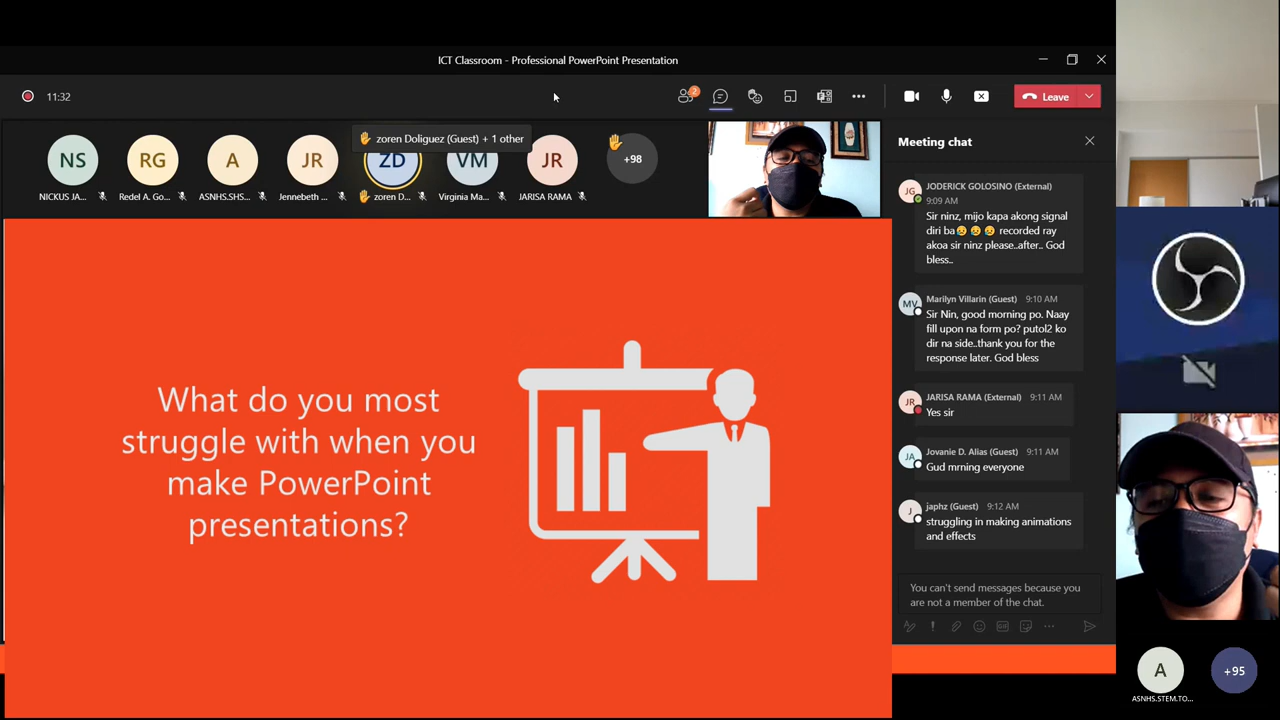 ICT Classroom - Professional PowerPoint Presentation
11:32
2
Leave
zoren Doliguez (Guest) + 1 other
NS
RG
A
JR
ZD
VM
JR
+98
NICKUS JA...
Redel A. Go...
ASNHS.SHS...
Jennebeth ...
zoren D...
Virginia Ma...
JARISA RAMA
What do you most
struggle with when you
make PowerPoint
presentations?
Meeting chat
JG
JODERICK GOLOSINO (External)
9:09 AM
Sir ninz, mijo kapa akong signal
diri ba😥😥😥 recorded ray
akoa sir ninz please..after.. God
bless..
MV
Marilyn Villarin (Guest) 9:10 AM
Sir Nin, good morning po. Naay
fill upon na form po? putol2 ko
dir na side..thank you for the
response later. God bless
JR
JARISA RAMA (External) 9:11 AM
Yes sir
JA
Jovanie D. Alias (Guest) 9:11 AM
Gud mrning everyone
J
japhz (Guest) 9:12 AM
struggling in making animations
and effects
You can't send messages because you
are not a member of the chat.
GIF
A
+95
ASNHS.STEM.TO...